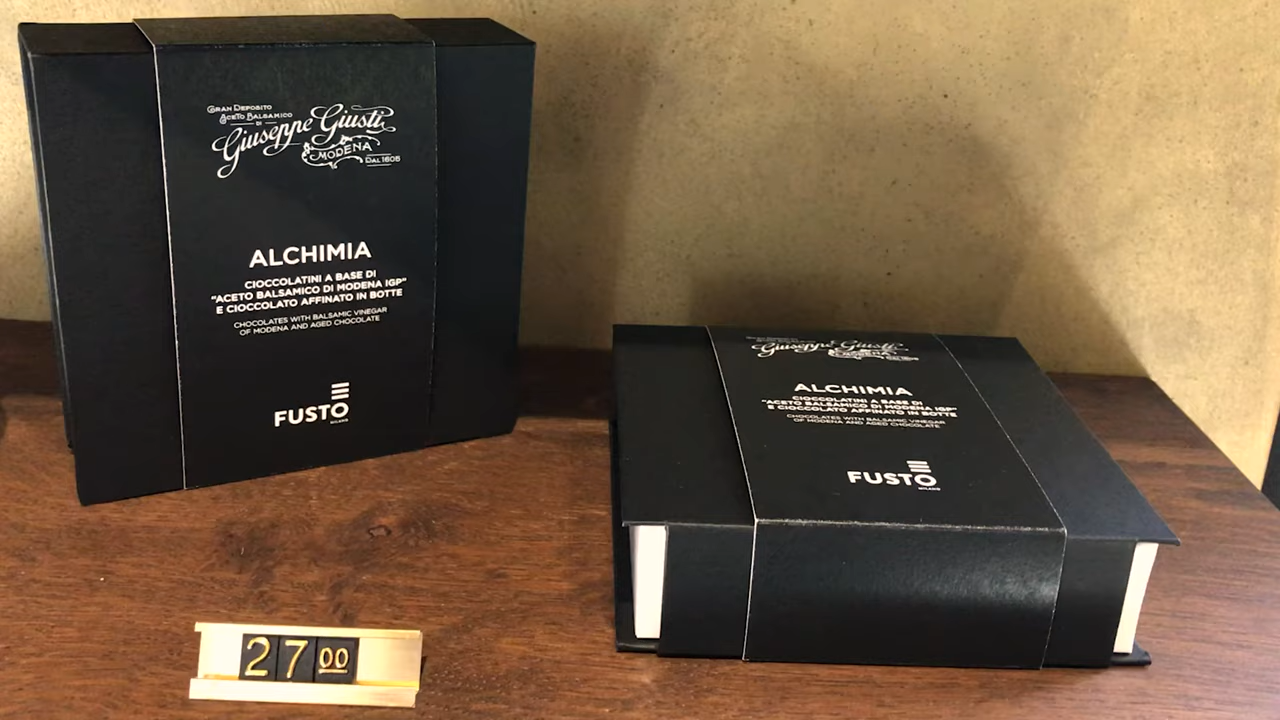 GRAN DEPOSITO
ACETO BALSAMICO
DI
Giuseppe Giusti
MODENA
DAL 1605
ALCHIMIA
CIOCCOLATINI A BASE DI
"ACETO BALSAMICO DI MODENA IGP"
E CIOCCOLATO AFFINATO IN BOTTE
CHOCOLATES WITH BALSAMIC VINEGAR
OF MODENA AND AGED CHOCOLATE
FUSTO
MILANO
Giuseppe Giusti
MODENA
DAL 1605
ALCHIMIA
CIOCCOLATINI A BASE DI
"ACETO BALSAMICO DI MODENA IGP"
E CIOCCOLATO AFFINATO IN BOTTE
CHOCOLATES WITH BALSAMIC VINEGAR
OF MODENA AND AGED CHOCOLATE
FUSTO
MILANO
27 00